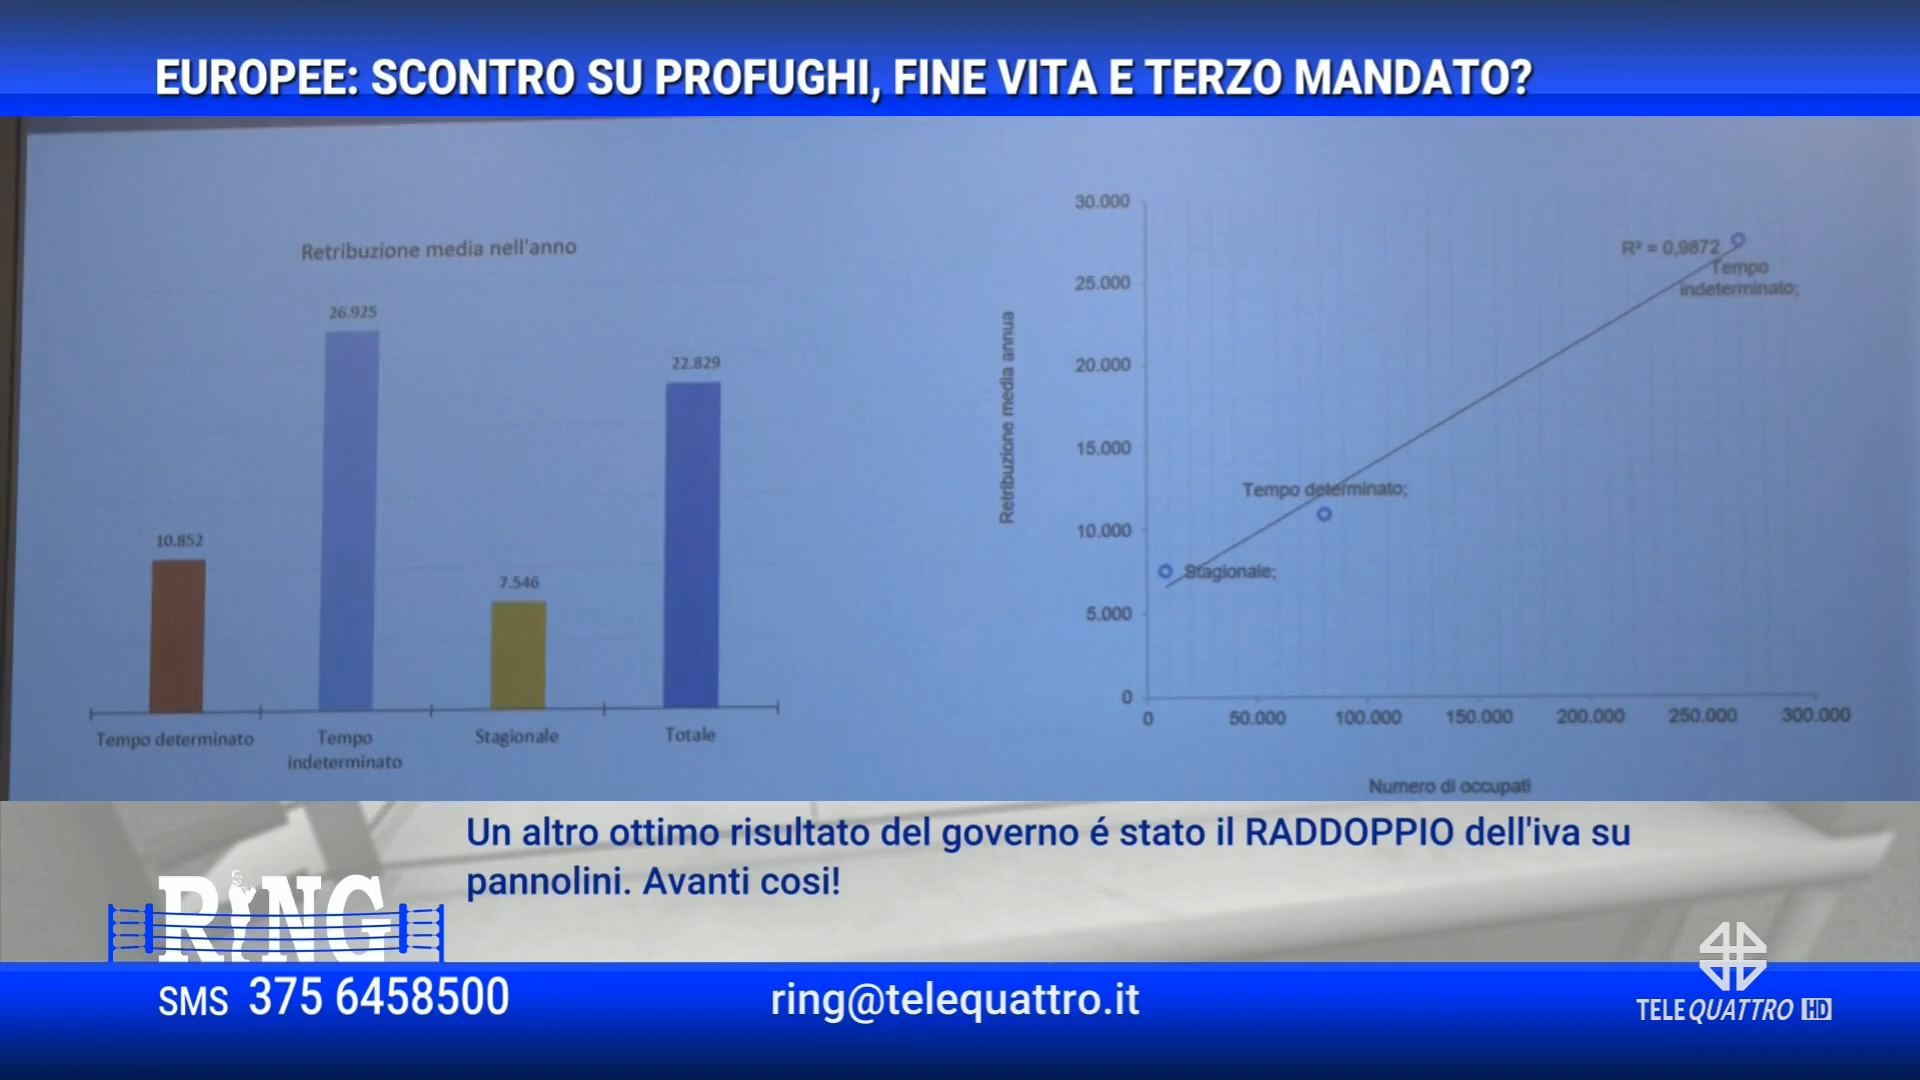 EUROPEE: SCONTRO SU PROFUGHI, FINE VITA E TERZO MANDATO?
Retribuzione media nell'anno
26.925
22.829
10.852
7.546
Tempo determinato
Tempo
indeterminato
Stagionale
Totale
30.000
25.000
20.000
15.000
10.000
5.000
0
Retribuzione media annua
R² = 0,9872
Tempo
indeterminato;
Tempo determinato;
Stagionale;
0 50.000 100.000 150.000 200.000 250.000 300.000
Numero di occupati
Un altro ottimo risultato del governo é stato il RADDOPPIO dell'iva su
pannolini. Avanti cosi!
RING
SMS 375 6458500
ring@telequattro.it
TELEQUATTRO HD